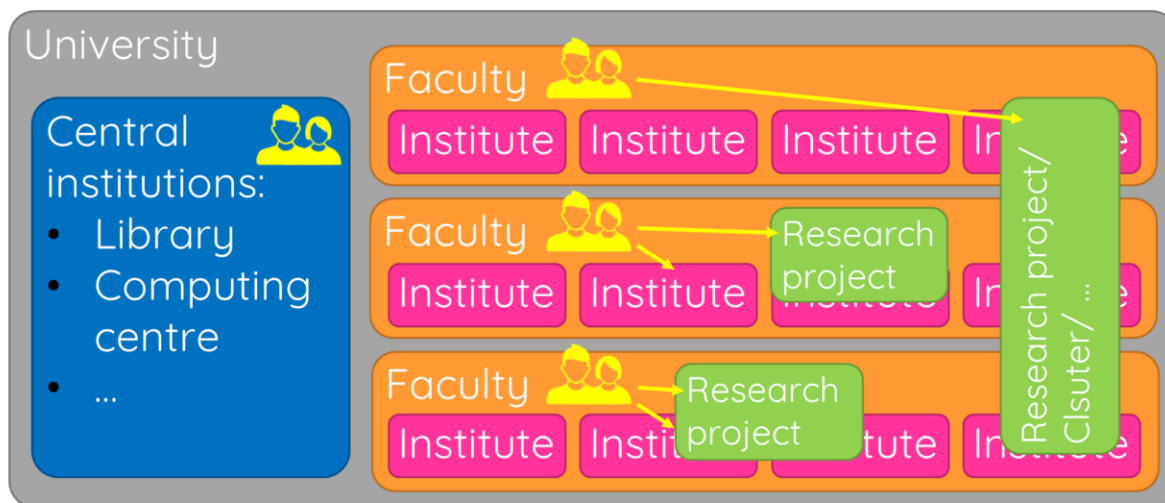 University
Central
institutions:
• Library
• Computing
centre
• ...
Faculty
Institute Institute Institute
Faculty
Research
project
Institute Institute
Faculty
Research
project
Institute
Research project/
Clsuter/ ...